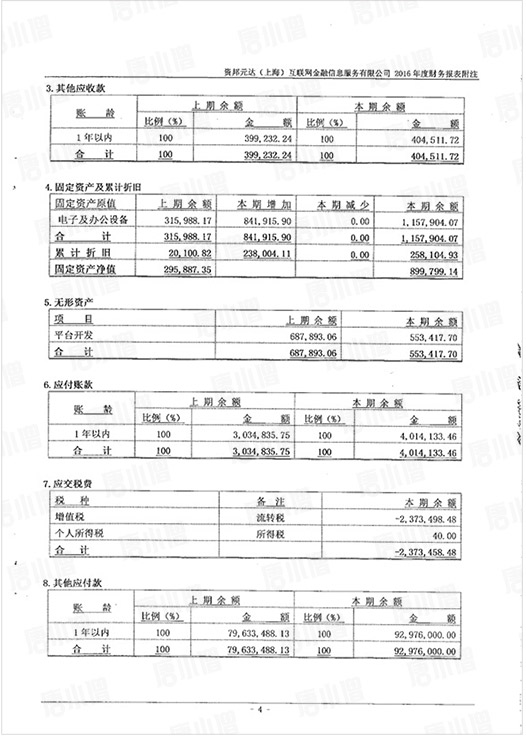 资邦元达（上海）互联网金融信息服务有限公司 2016 年度财务报表附注
3. 其他应收款
账 龄 上期余额 本期余额
比例（%） 金 额 比例（%） 金 额
1 年以内 100 399,232.24 100 404,511.72
合 计 100 399,232.24 100 404,511.72
4. 固定资产及累计折旧
固定资产原值 上期余额 本期增加 本期减少 本期余额
电子及办公设备 315,988.17 841,915.90 0.00 1,157,904.07
合 计 315,988.17 841,915.90 0.00 1,157,904.07
累计折旧 20,100.82 238,004.11 0.00 258,104.93
固定资产净值 295,887.35 899,799.14
5. 无形资产
项 目 上期余额 本期余额
平台开发 687,893.06 553,417.70
合 计 687,893.06 553,417.70
6. 应付账款
账 龄 上期余额 本期余额
比例（%） 金 额 比例（%） 金 额
1 年以内 100 3,034,835.75 100 4,014,133.46
合 计 100 3,034,835.75 100 4,014,133.46
7. 应交税费
税 种 备 注 本期余额
增值税 流转税 -2,373,498.48
个人所得税 所得税 40.00
合 计 -2,373,458.48
8. 其他应付款
账 龄 上期余额 本期余额
比例（%） 金 额 比例（%） 金 额
1 年以内 100 79,633,488.13 100 92,976,000.00
合 计 100 79,633,488.13 100 92,976,000.00
- 4 -